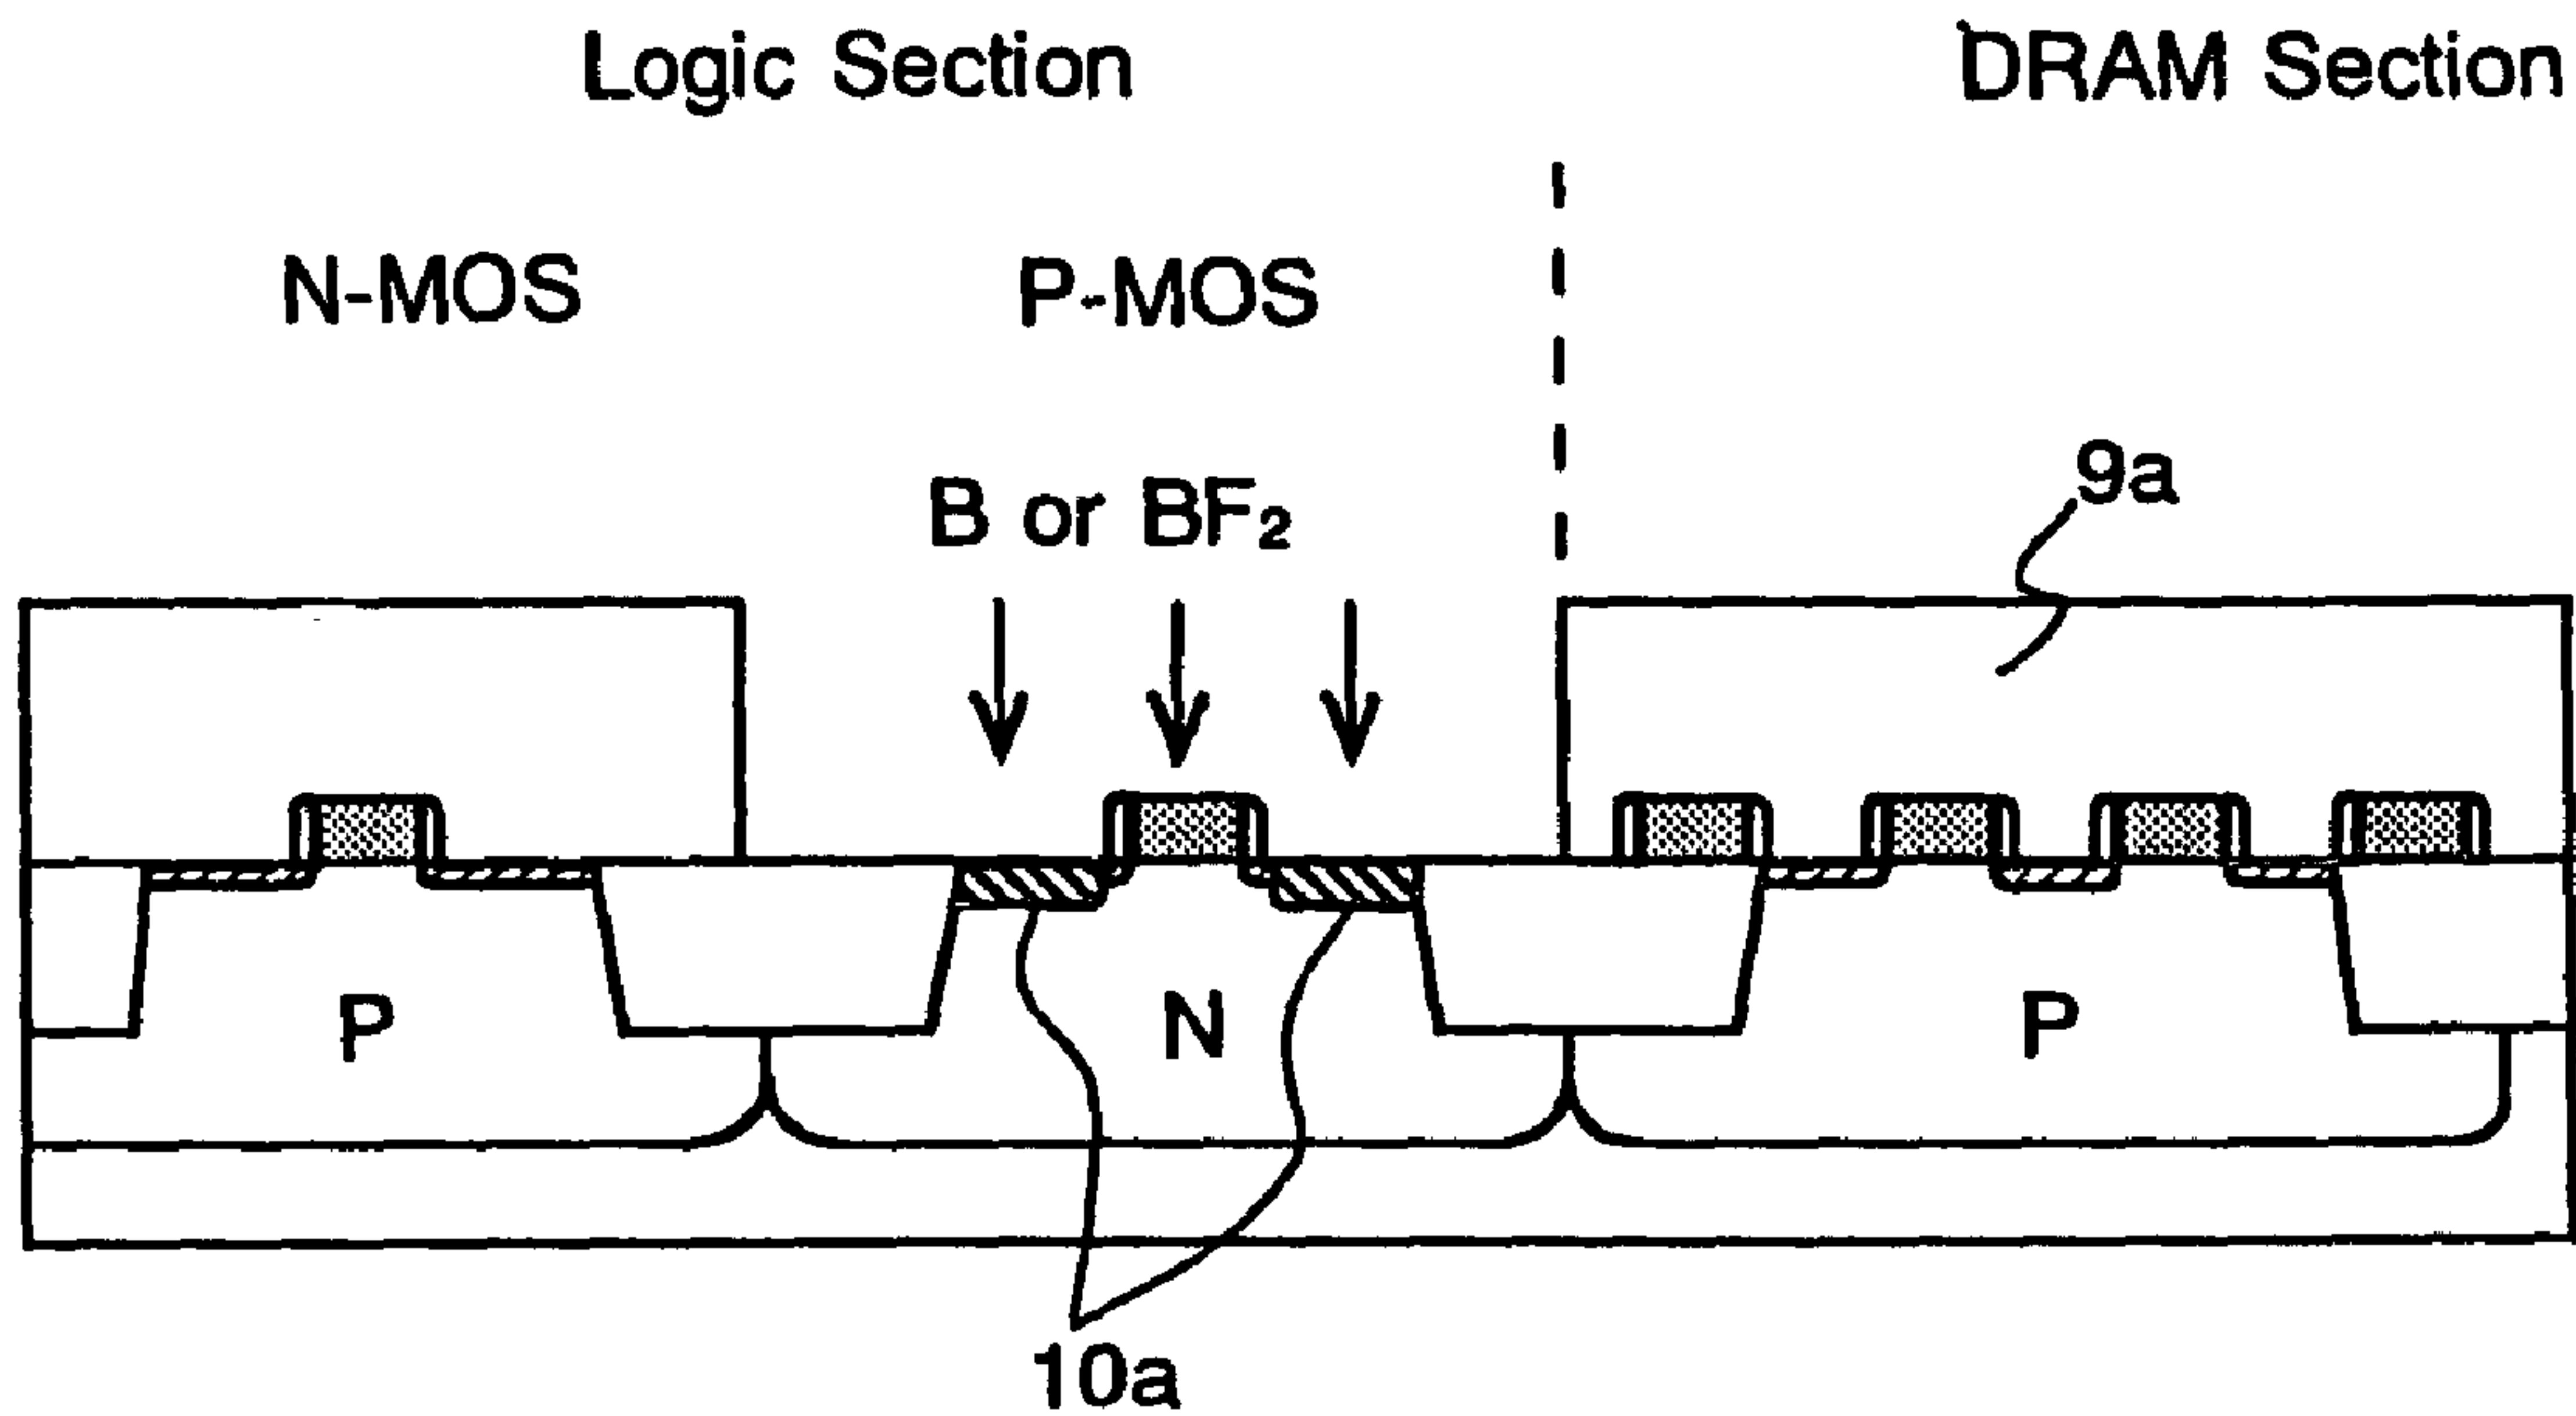 Logic Section
DRAM Section
N-MOS
P-MOS
B or BF₂
9a
P
N
P
10a